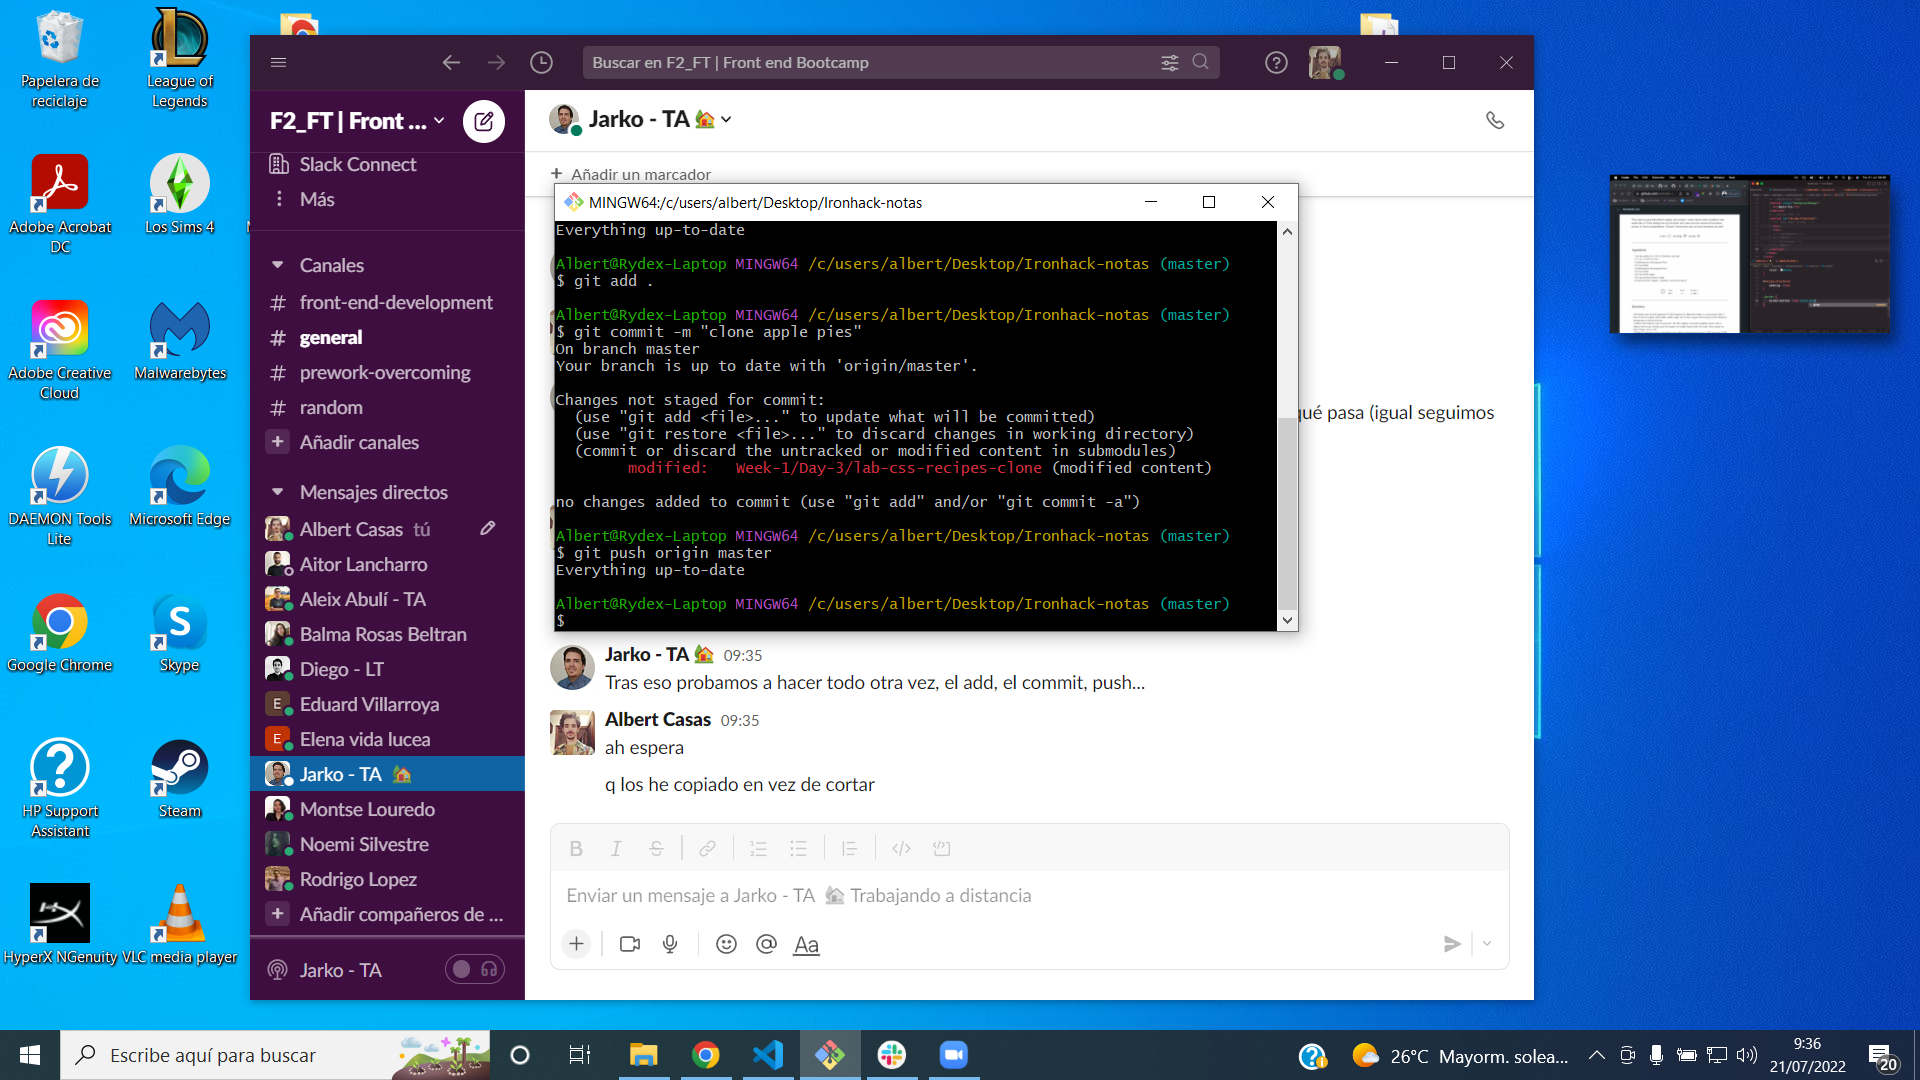 Papelera de
reciclaje
League of
Legends
Adobe Acrobat
DC
Los Sims 4
Adobe Creative
Cloud
Malwarebytes
DAEMON Tools
Lite
Microsoft Edge
Google Chrome
Skype
HP Support
Assistant
Steam
HyperX NGenuity
VLC media player
Buscar en F2_FT | Front end Bootcamp
F2_FT | Front ...
Slack Connect
Más
Canales
# front-end-development
# general
# prework-overcoming
# random
+ Añadir canales
Mensajes directos
Albert Casas tú
Aitor Lancharro
Aleix Abulí - TA
Balma Rosas Beltran
Diego - LT
E Eduard Villarroya
E Elena vida lucea
Jarko - TA
Montse Louredo
Noemi Silvestre
Rodrigo Lopez
+ Añadir compañeros de ...
Jarko - TA
Jarko - TA
+ Añadir un marcador
MINGW64:/c/users/albert/Desktop/Ironhack-notas
Everything up-to-date
Albert@Rydex-Laptop MINGW64 /c/users/albert/Desktop/Ironhack-notas (master)
$ git add .
Albert@Rydex-Laptop MINGW64 /c/users/albert/Desktop/Ironhack-notas (master)
$ git commit -m "clone apple pies"
On branch master
Your branch is up to date with 'origin/master'.
Changes not staged for commit:
(use "git add <file>..." to update what will be committed)
(use "git restore <file>..." to discard changes in working directory)
(commit or discard the untracked or modified content in submodules)
modified: Week-1/Day-3/lab-css-recipes-clone (modified content)
no changes added to commit (use "git add" and/or "git commit -a")
Albert@Rydex-Laptop MINGW64 /c/users/albert/Desktop/Ironhack-notas (master)
$ git push origin master
Everything up-to-date
Albert@Rydex-Laptop MINGW64 /c/users/albert/Desktop/Ironhack-notas (master)
$
qué pasa (igual seguimos
Jarko - TA 09:35
Tras eso probamos a hacer todo otra vez, el add, el commit, push...
Albert Casas 09:35
ah espera
q los he copiado en vez de cortar
B I S
Enviar un mensaje a Jarko - TA Trabajando a distancia
Aa
Escribe aquí para buscar
26°C Mayorm. solea...
9:36
21/07/2022
20